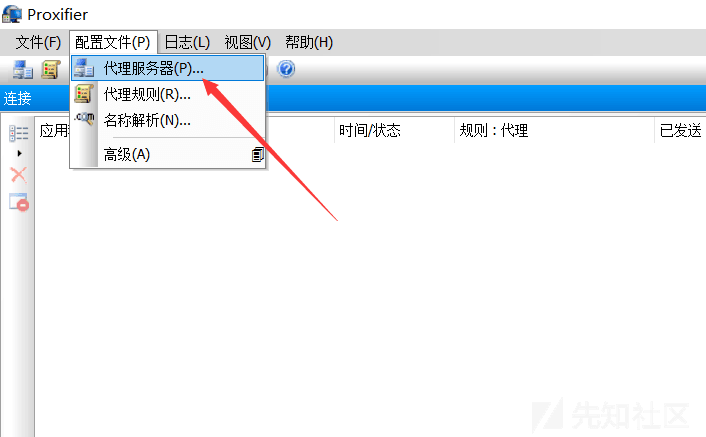 Proxifier
文件(F) 配置文件(P) 日志(L) 视图(V) 帮助(H)
代理服务器(P)...
连接
代理规则(R)...
.com
名称解析(N)...
高级(A)
应用 时间/状态 规则 : 代理 已发送
先知社区